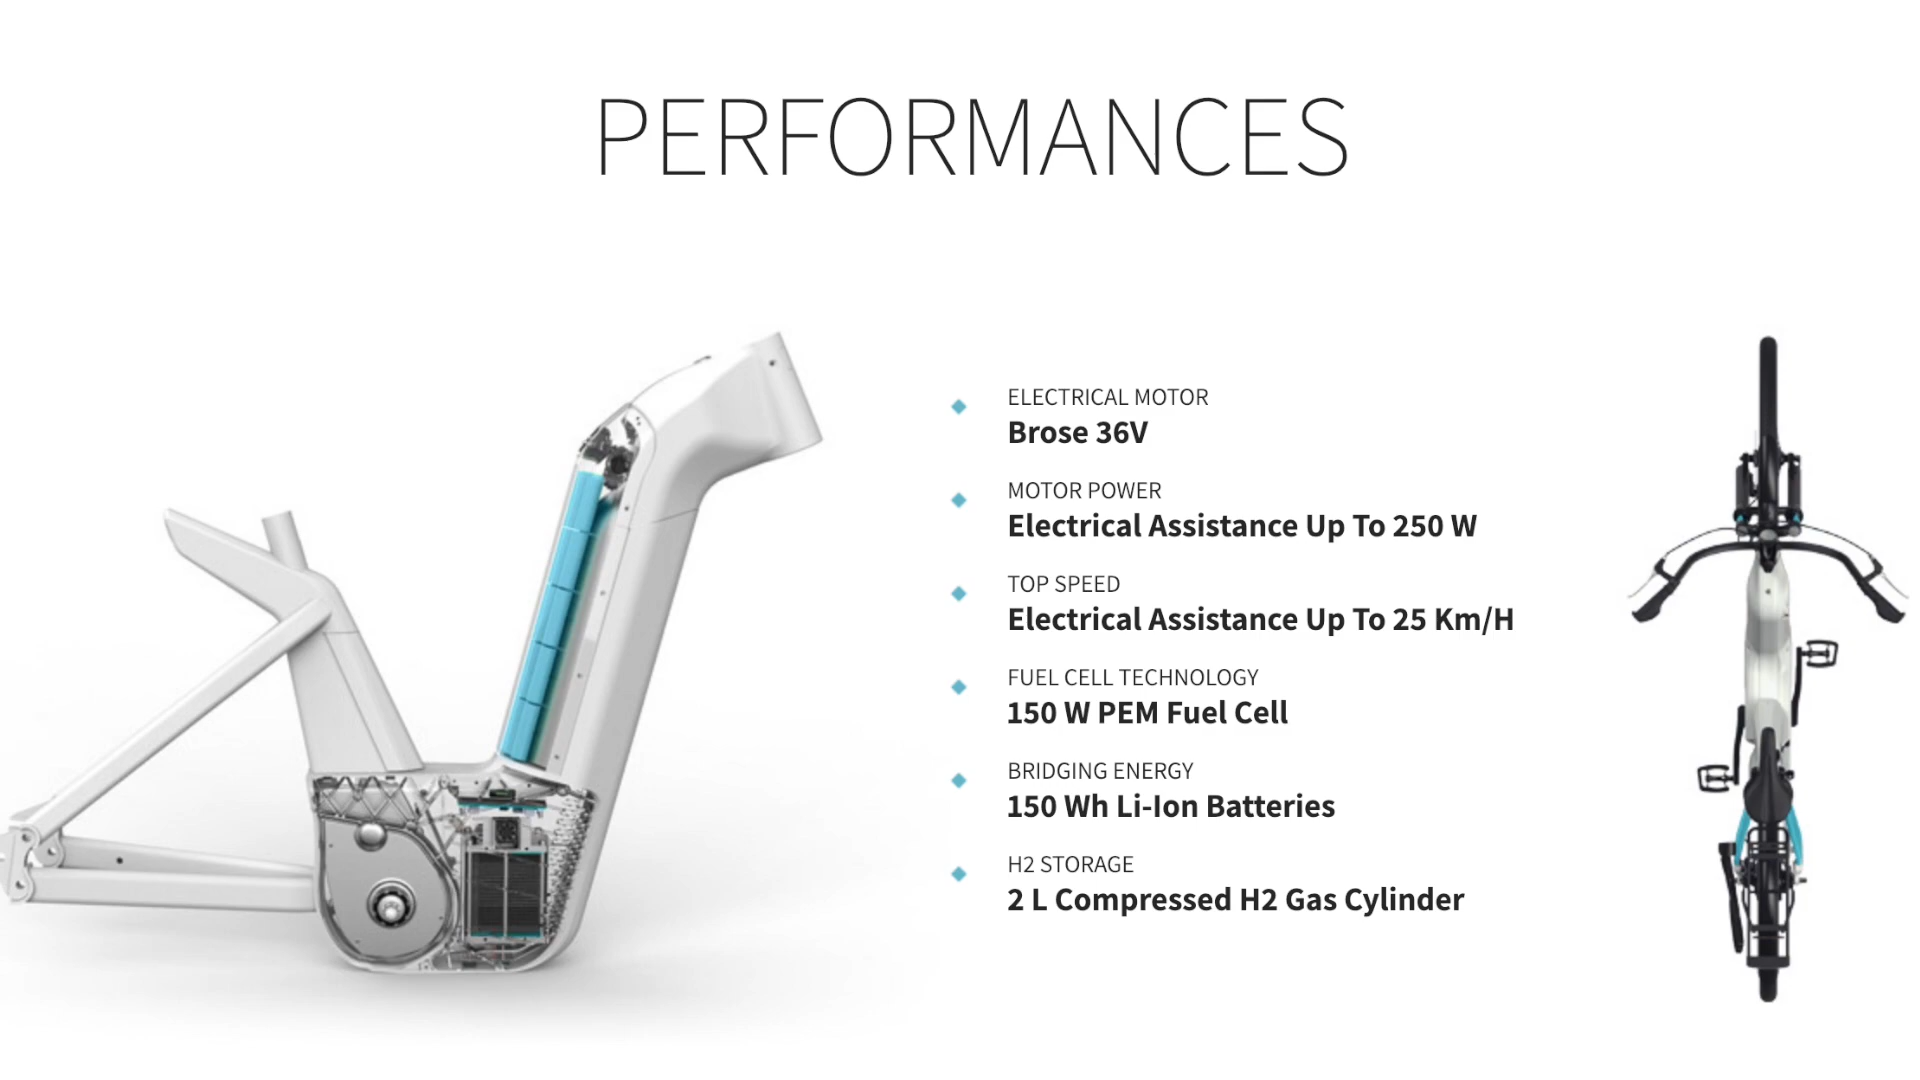 PERFORMANCES
ELECTRICAL MOTOR
Brose 36V
MOTOR POWER
Electrical Assistance Up To 250 W
TOP SPEED
Electrical Assistance Up To 25 Km/H
FUEL CELL TECHNOLOGY
150 W PEM Fuel Cell
BRIDGING ENERGY
150 Wh Li-Ion Batteries
H2 STORAGE
2 L Compressed H2 Gas Cylinder